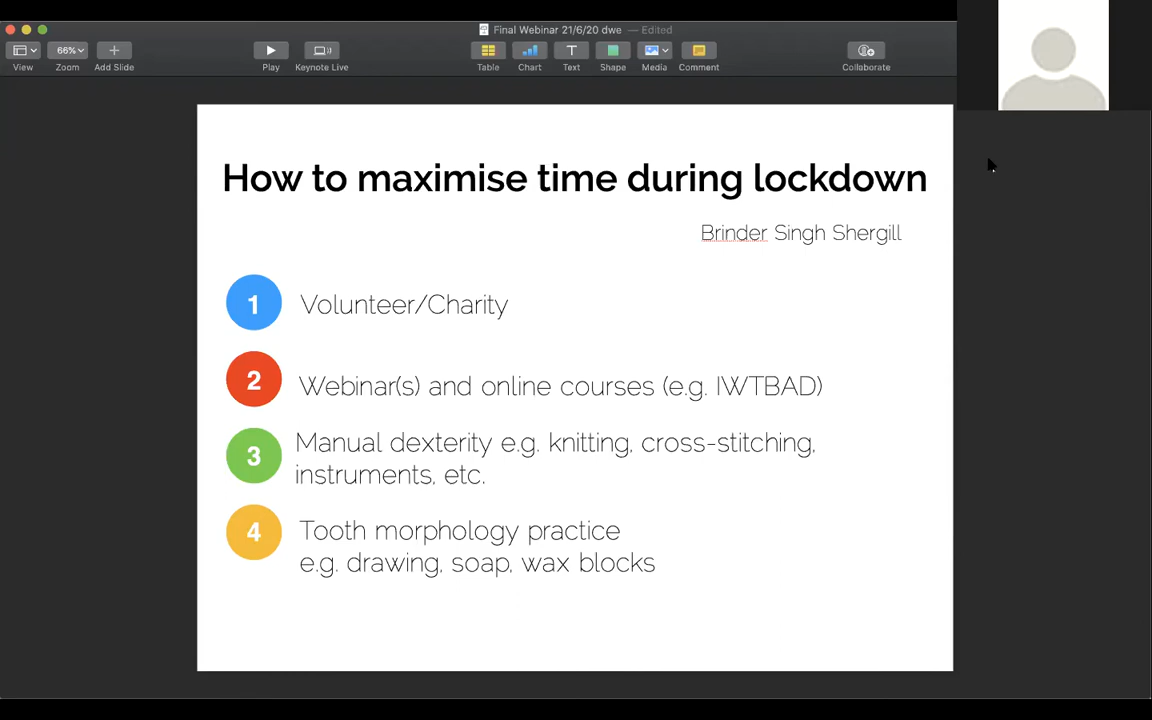 Final Webinar 21/6/20 dwe — Edited
66%
View Zoom Add Slide Play Keynote Live Table Chart Text Shape Media Comment Collaborate
How to maximise time during lockdown
Brinder Singh Shergill
1 Volunteer/Charity
2 Webinar(s) and online courses (e.g. IWTBAD)
3 Manual dexterity e.g. knitting, cross-stitching,
instruments, etc.
4 Tooth morphology practice
e.g. drawing, soap, wax blocks